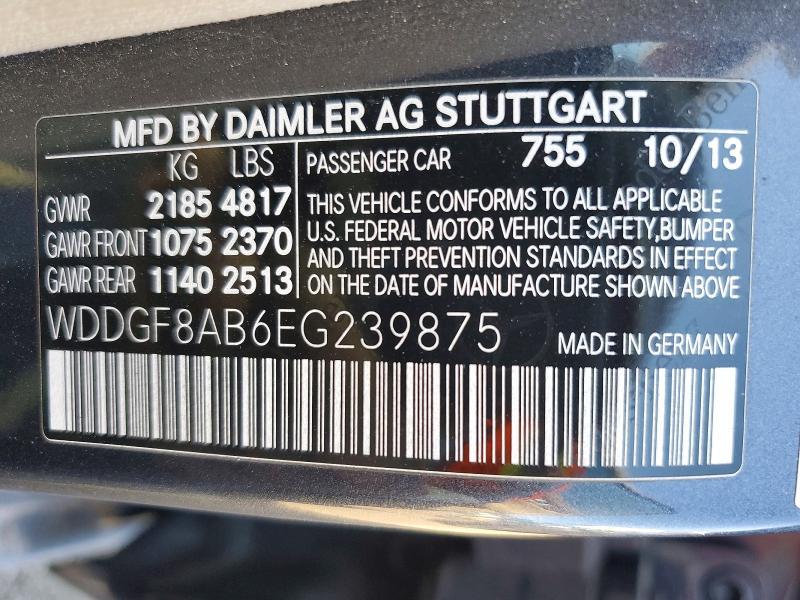 MFD BY DAIMLER AG STUTTGART
KG LBS
GVWR 2185 4817
GAWR FRONT 1075 2370
GAWR REAR 1140 2513
PASSENGER CAR 755 10/13
THIS VEHICLE CONFORMS TO ALL APPLICABLE
U.S. FEDERAL MOTOR VEHICLE SAFETY,BUMPER
AND THEFT PREVENTION STANDARDS IN EFFECT
ON THE DATE OF MANUFACTURE SHOWN ABOVE
WDDGF8AB6EG239875
MADE IN GERMANY